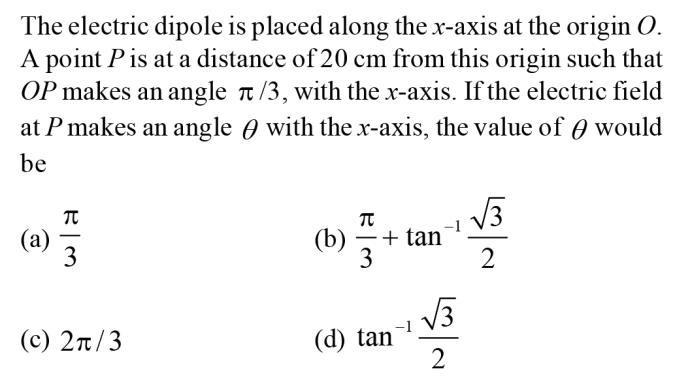 The electric dipole is placed along the x-axis at the origin O.
A point P is at a distance of 20 cm from this origin such that
OP makes an angle π/3, with the x-axis. If the electric field
at P makes an angle θ with the x-axis, the value of θ would
be
(a) π/3 (b) π/3 + tan⁻¹ √3/2
(c) 2π/3 (d) tan⁻¹ √3/2